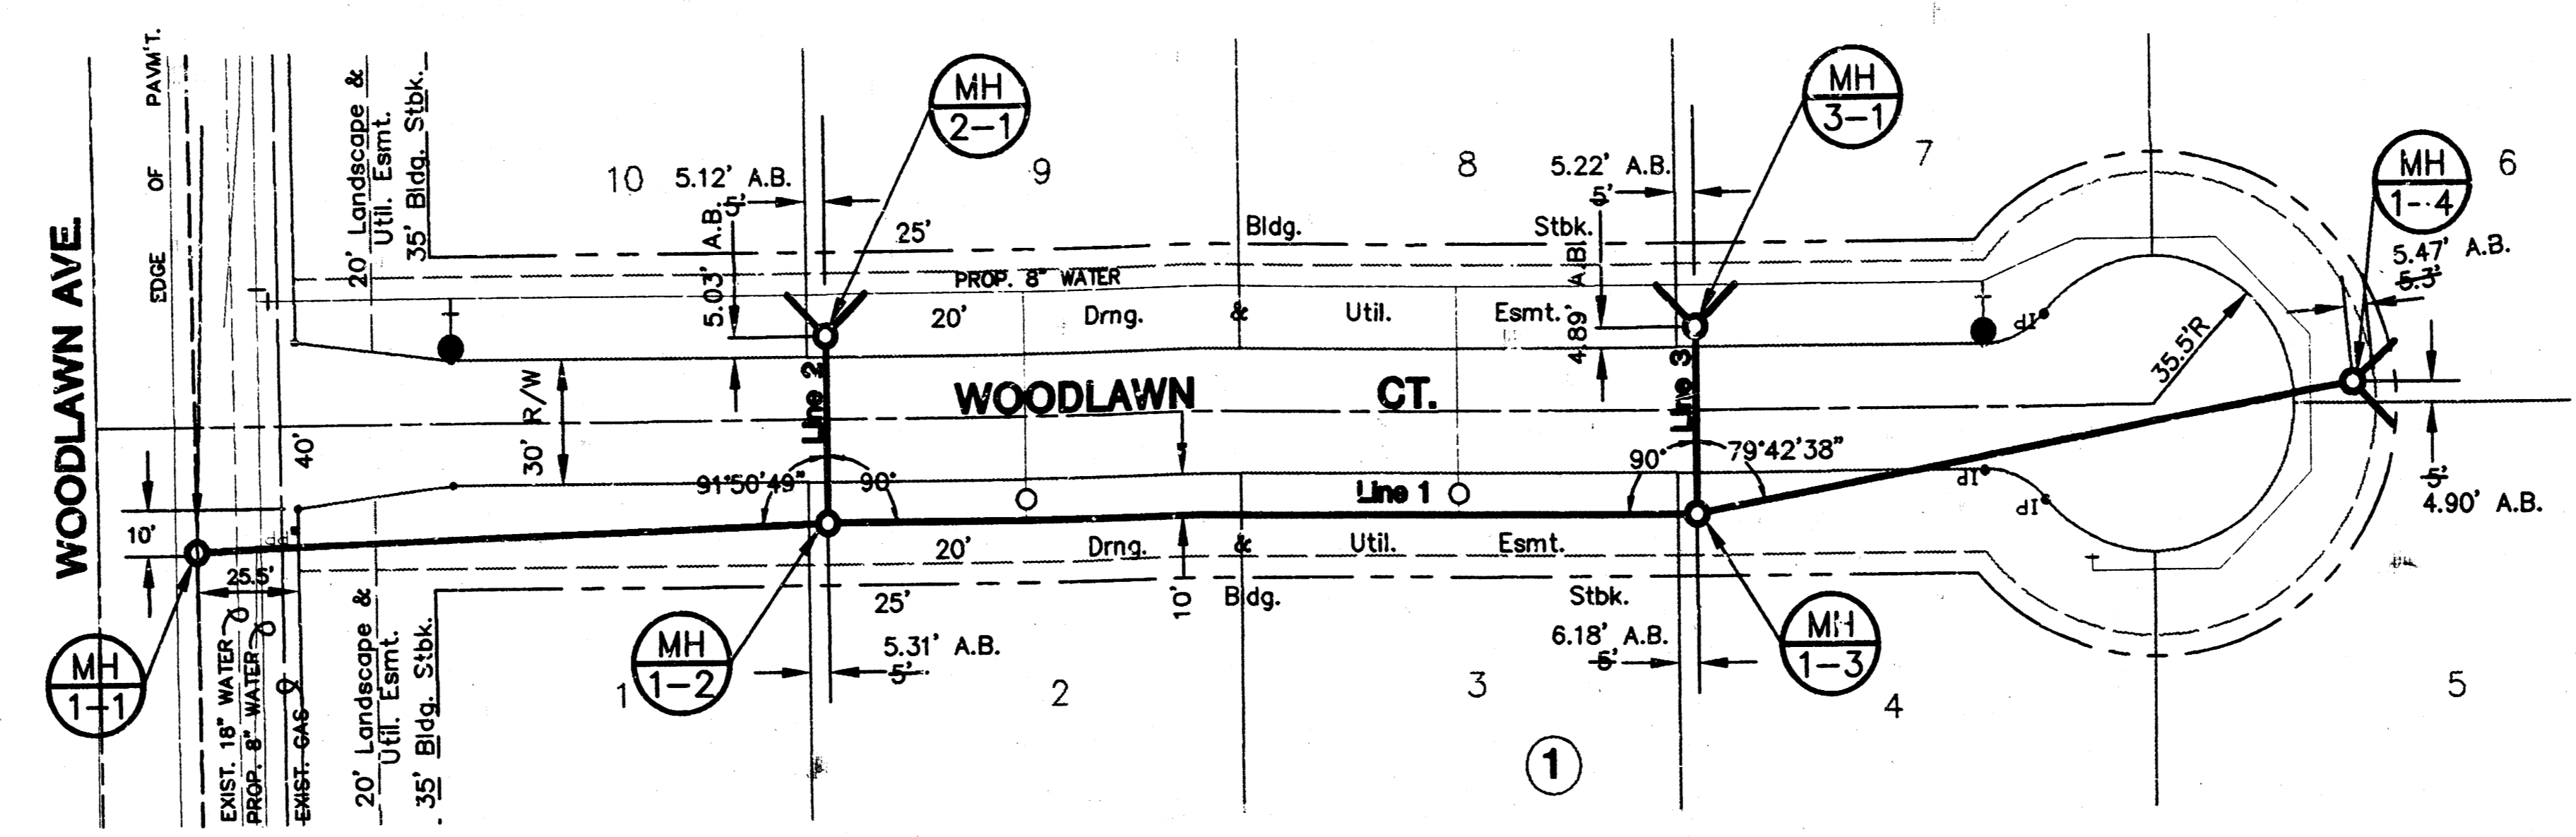 WOODLAWN AVE.
EDGE OF PAVM'T.
20' Landscape &
Util. Esmt.
35' Bldg. Stbk.
MH
2-1
MH
3-1
MH
1-4
10
9
8
7
6
5.12' A.B.
5.03' A.B.
5'
25'
Bldg.
Stbk.
5.22' A.B.
5'
4.89' A.B.
5.47' A.B.
5.3'
PROP. 8" WATER
20'
Drng.
&
Util.
Esmt.
IP
35.5'R
Line 2
WOODLAWN
CT.
Line 3
40'
30' R/W
91°50'49"
90°
90°
79°42'38"
Line 1
IP
IP
5'
4.90' A.B.
10'
PP
25.5'
20'
Drng.
&
Util.
Esmt.
25'
10'
Bldg.
Stbk.
5.31' A.B.
5'
6.18' A.B.
5'
MH
1-1
MH
1-2
MH
1-3
EXIST. 18" WATER
PROP. 8" WATER
EXIST. GAS
20' Landscape &
Util. Esmt.
35' Bldg. Stbk.
1
2
3
4
5
1